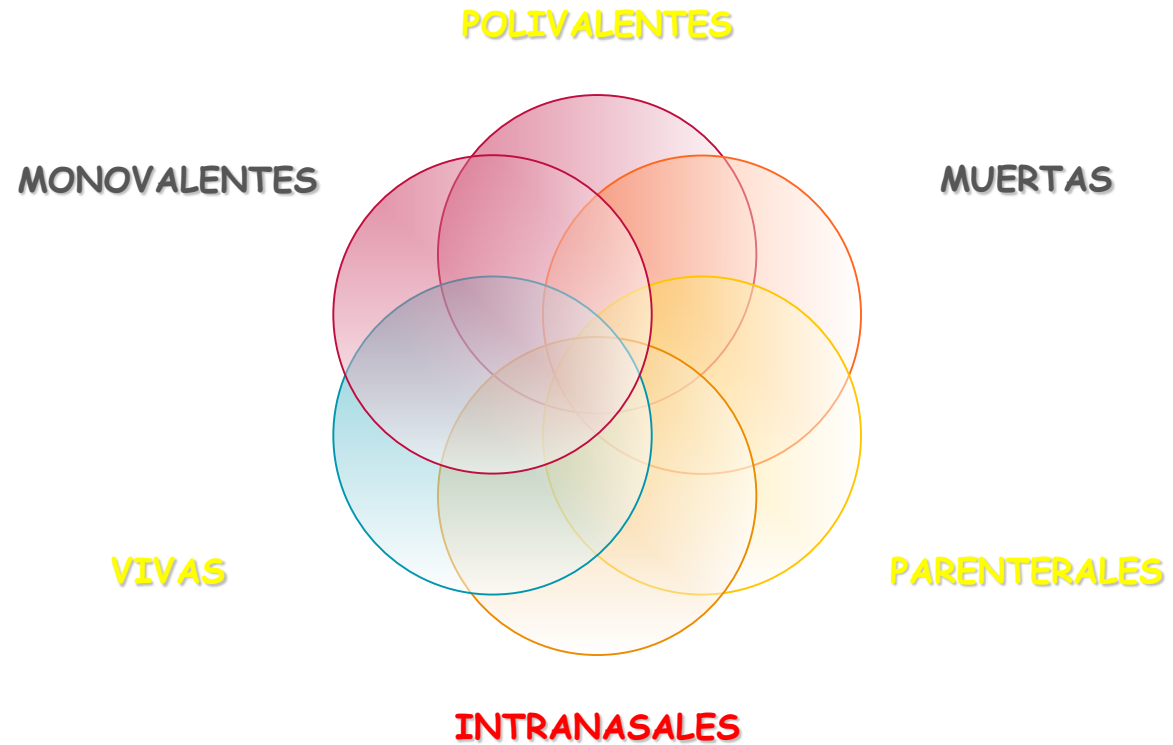 POLIVALENTES
MONOVALENTES
MUERTAS
VIVAS
PARENTERALES
INTRANASALES